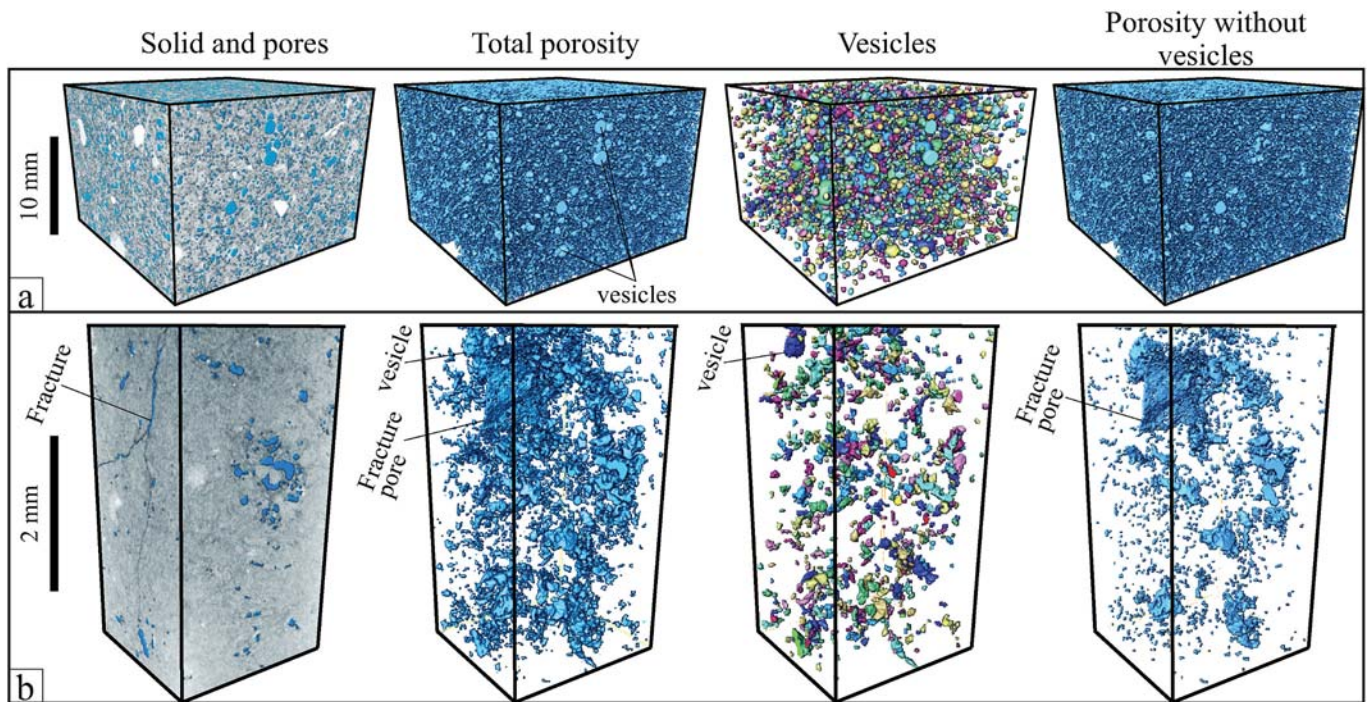 Solid and pores
Total porosity
Vesicles
Porosity without
vesicles
10 mm
vesicles
a
Fracture
2 mm
vesicle
Fracture
pore
vesicle
Fracture
pore
b